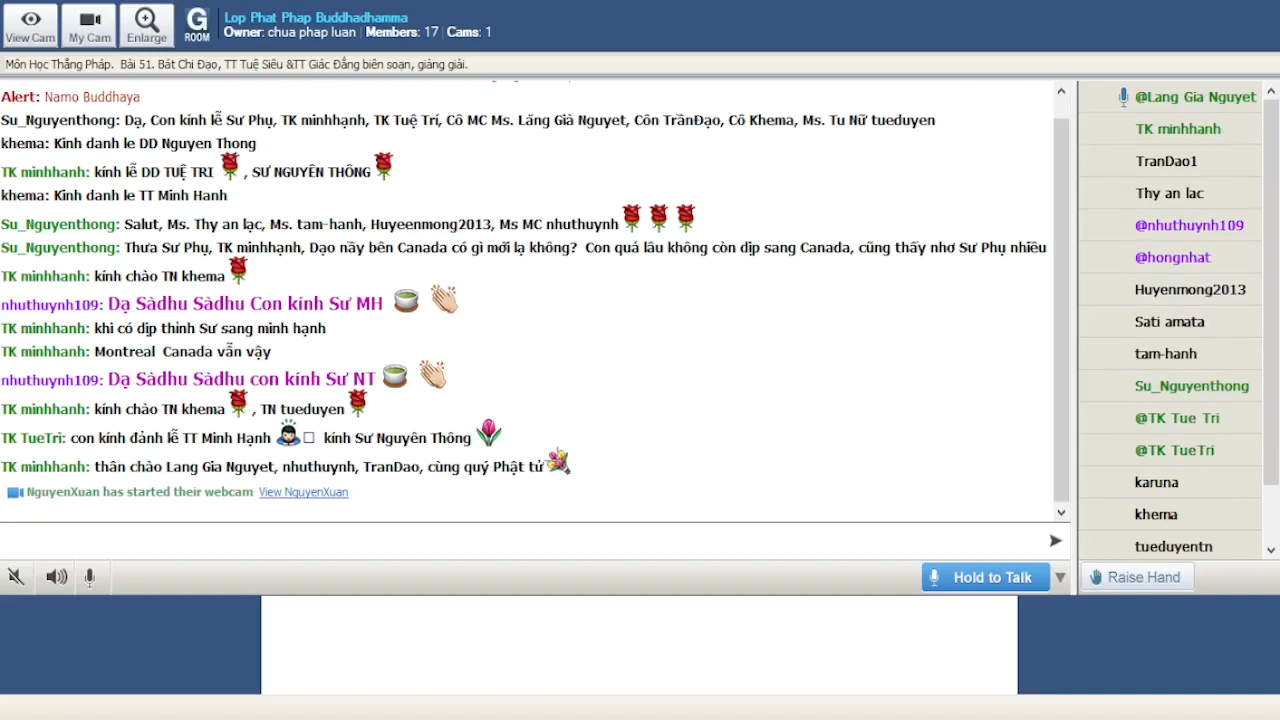 View Cam
My Cam
Enlarge
G
ROOM
Lop Phat Phap Buddhadhamma
Owner: chua phap luan | Members: 17 | Cams: 1
Môn Học Thắng Pháp. Bài 51. Bát Chi Đạo, TT Tuệ Siêu &TT Giác Đẳng biên soạn, giảng giải.
Alert: Namo Buddhaya
Su_Nguyenthong: Dạ, Con kính lễ Sư Phụ, TK minhhạnh, TK Tuệ Trí, Cô MC Ms. Lăng Già Nguyet, Côn TrầnĐạo, Cô Khema, Ms. Tu Nữ tueduyen
khema: Kinh danh le DD Nguyen Thong
TK minhhanh: kính lễ DD TUỆ TRI , SƯ NGUYÊN THÔNG
khema: Kinh danh le TT Minh Hanh
Su_Nguyenthong: Salut, Ms. Thy an lạc, Ms. tam-hanh, Huyeenmong2013, Ms MC nhuthuynh
Su_Nguyenthong: Thưa Sư Phụ, TK minhhạnh, Dạo nầy bên Canada có gì mới lạ không? Con quá lâu không còn dịp sang Canada, cũng thấy nhơ Sư Phụ nhiều
TK minhhanh: kính chào TN khema
nhuthuynh109: Dạ Sàdhu Sàdhu Con kính Sư MH
TK minhhanh: khi có dịp thỉnh Sư sang minh hạnh
TK minhhanh: Montreal Canada vẫn vậy
nhuthuynh109: Dạ Sàdhu Sàdhu con kính Sư NT
TK minhhanh: kính chào TN khema , TN tueduyen
TK TueTri: con kính đảnh lễ TT Minh Hạnh kính Sư Nguyên Thông
TK minhhanh: thân chào Lang Gia Nguyet, nhuthuynh, TranDao, cùng quý Phật tử
NguyenXuan has started their webcam View NguyenXuan
Hold to Talk
@Lang Gia Nguyet
TK minhhanh
TranDao1
Thy an lac
@nhuthuynh109
@hongnhat
Huyenmong2013
Sati amata
tam-hanh
Su_Nguyenthong
@TK Tue Tri
@TK TueTri
karuna
khema
tueduyentn
Raise Hand